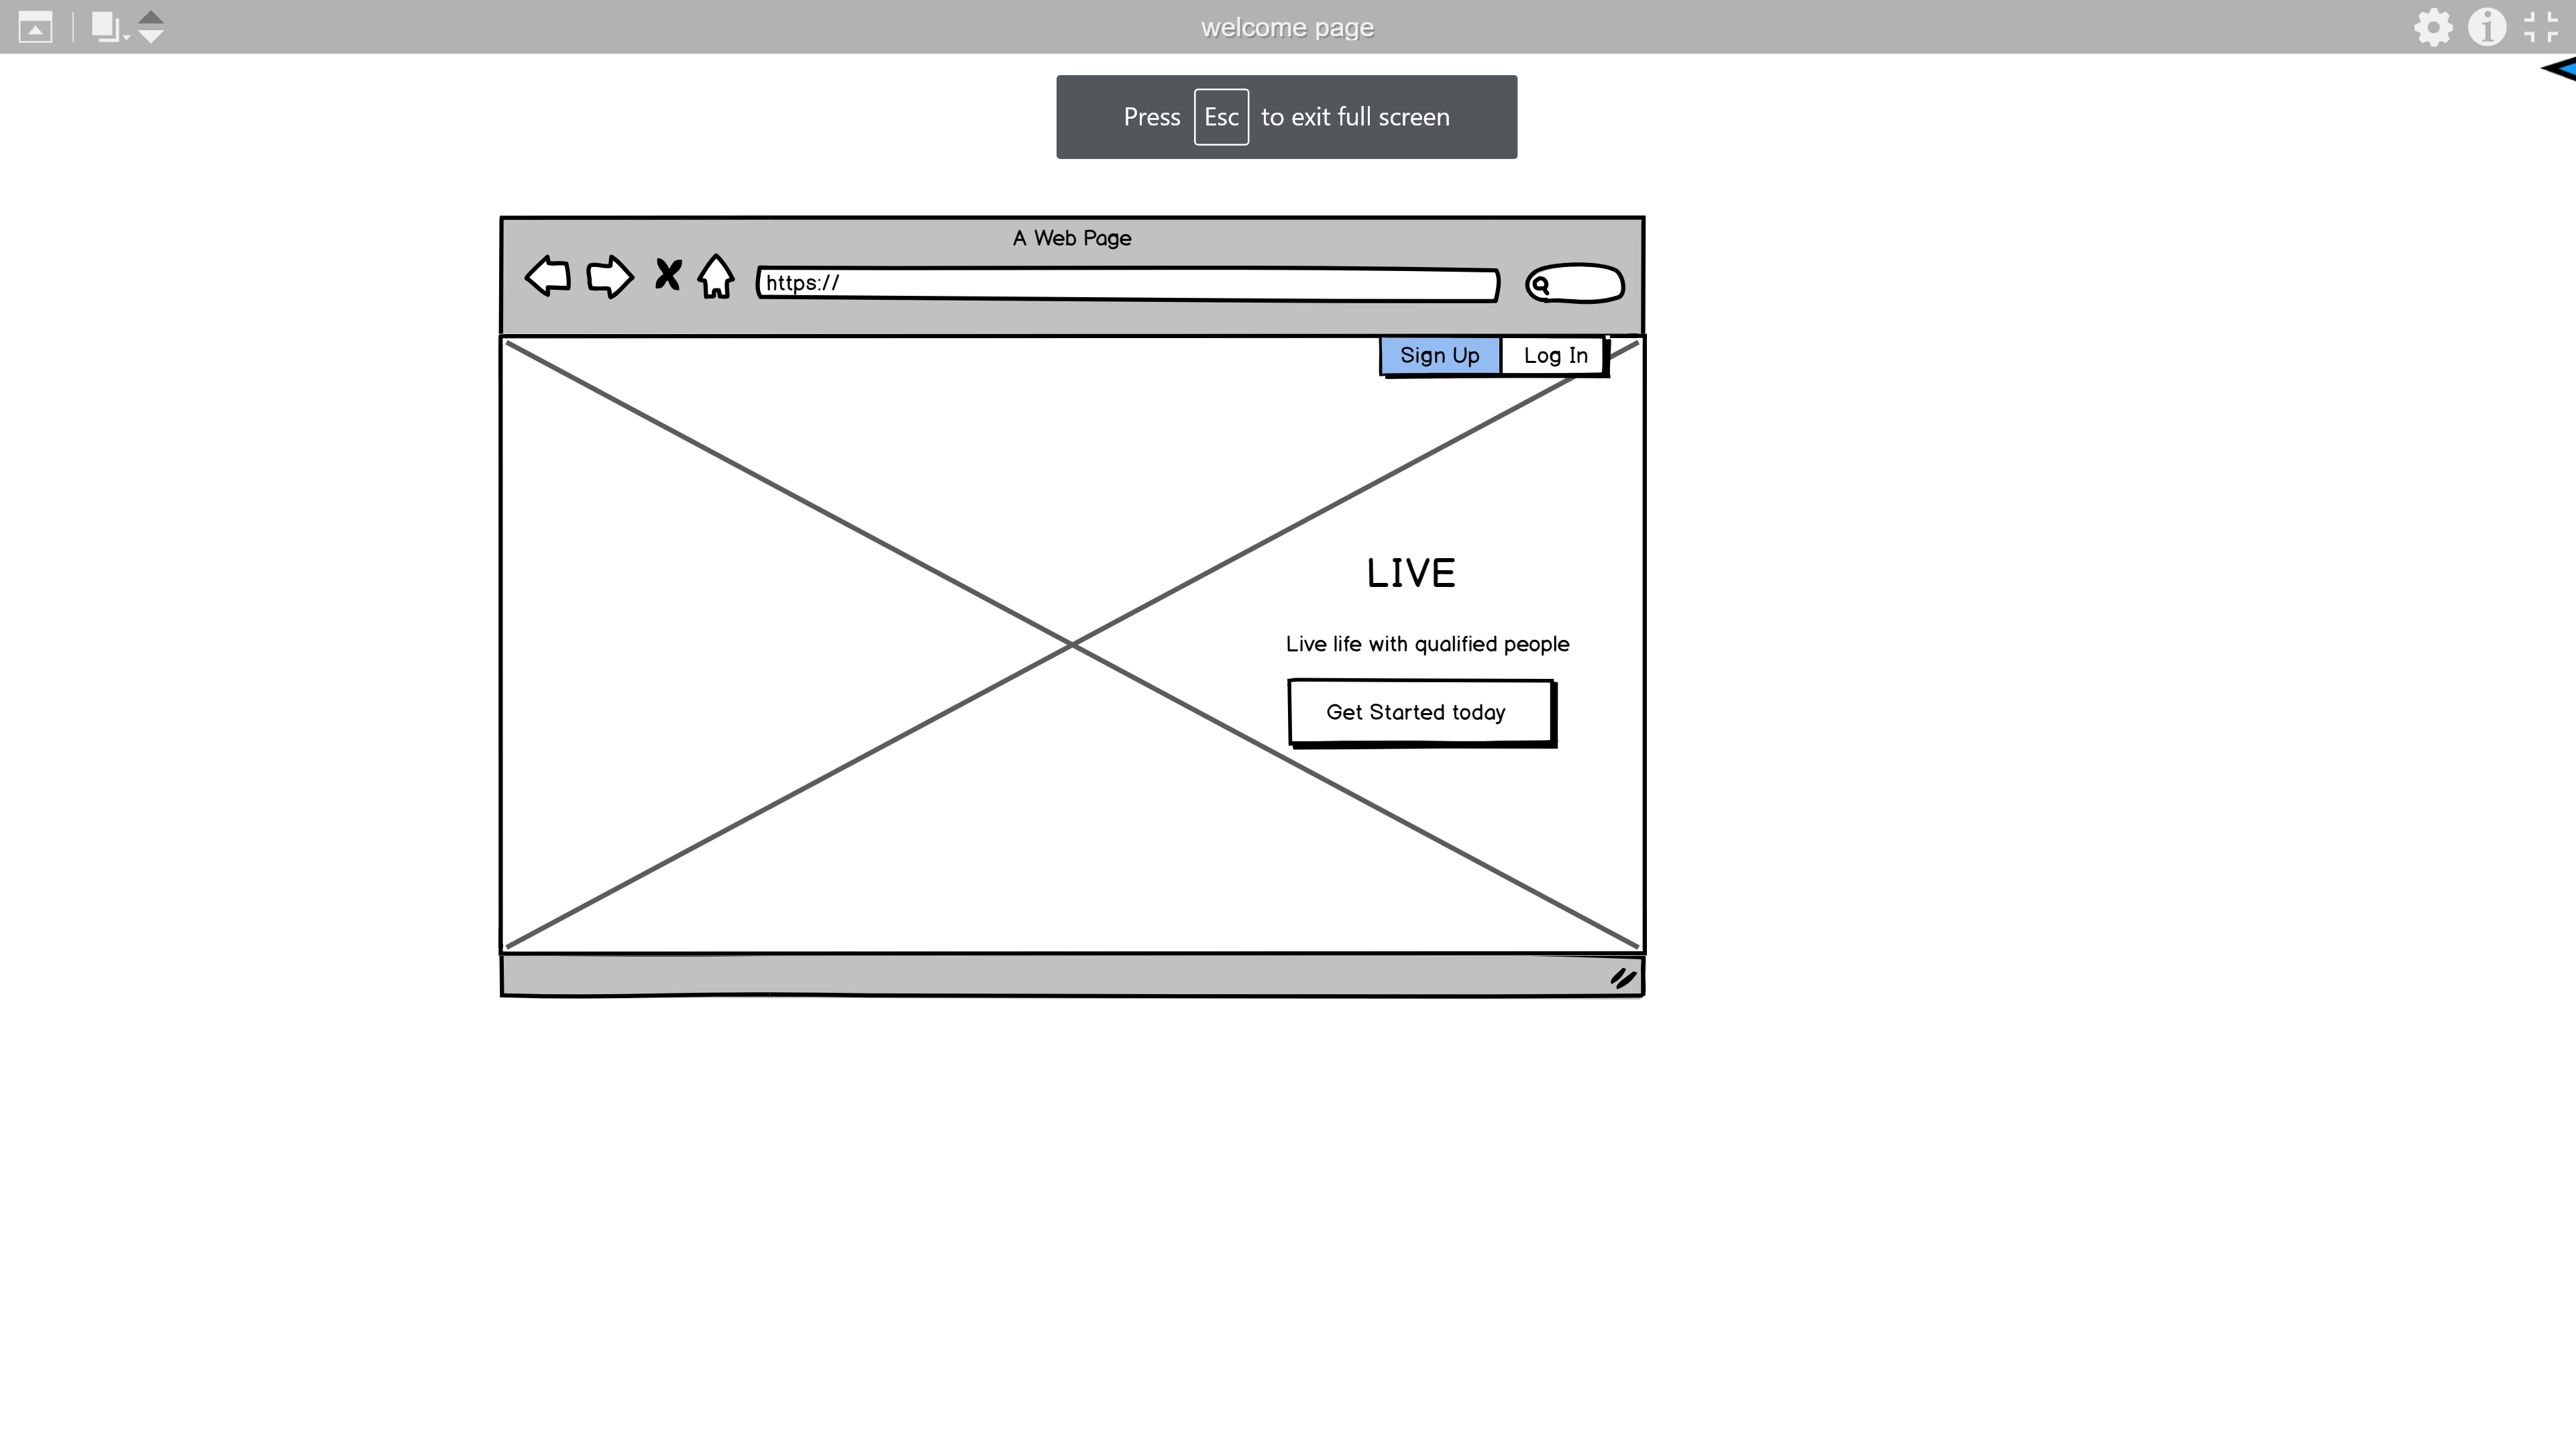 welcome page
Press Esc to exit full screen
A Web Page
https://
Sign Up Log In
LIVE
Live life with qualified people
Get Started today